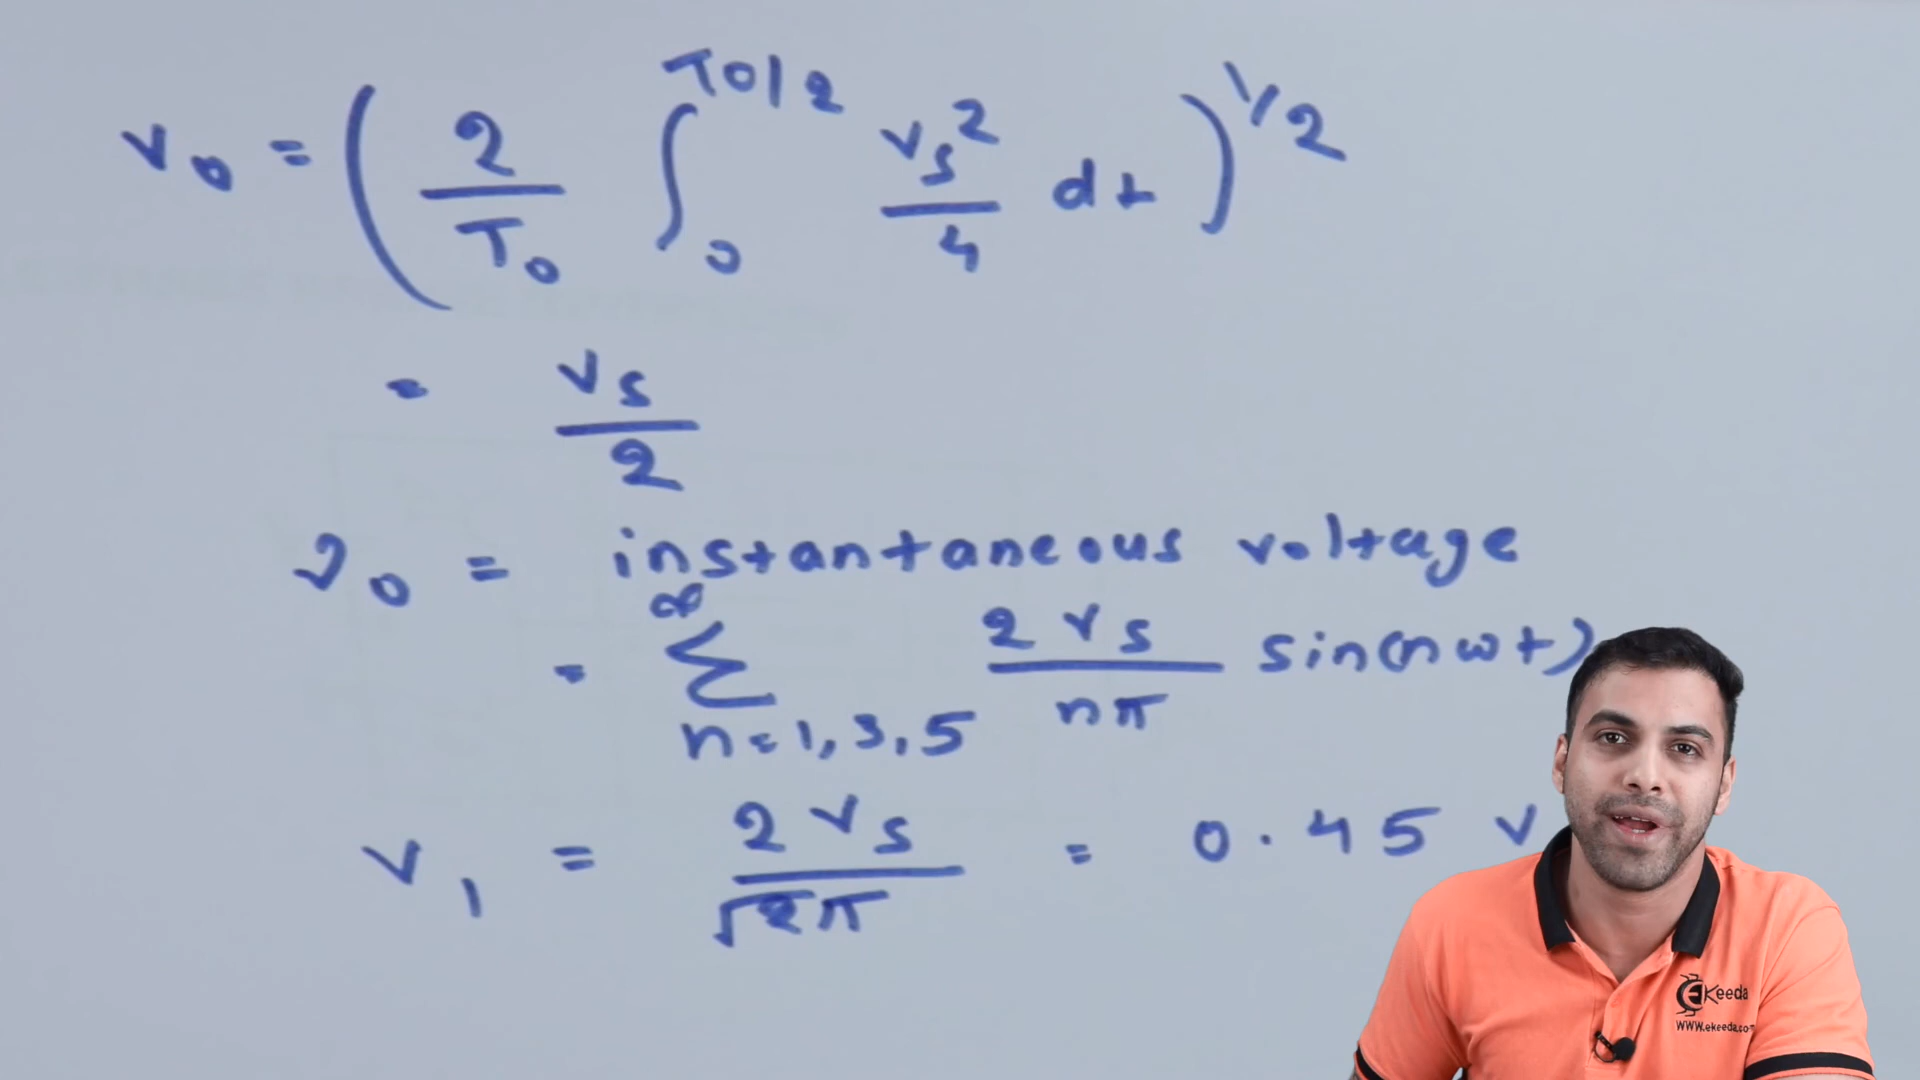 V₀ = ( 2/T₀ ∫₀^T0/2 Vs²/4 dt )^1/2
= Vs/2
v₀ = instantaneous voltage
= ∞ Σ n=1,3,5 2Vs/nπ sin(nωt)
V₁ = 2Vs/√2π = 0.45 V
EKeeda
www.ekeeda.co